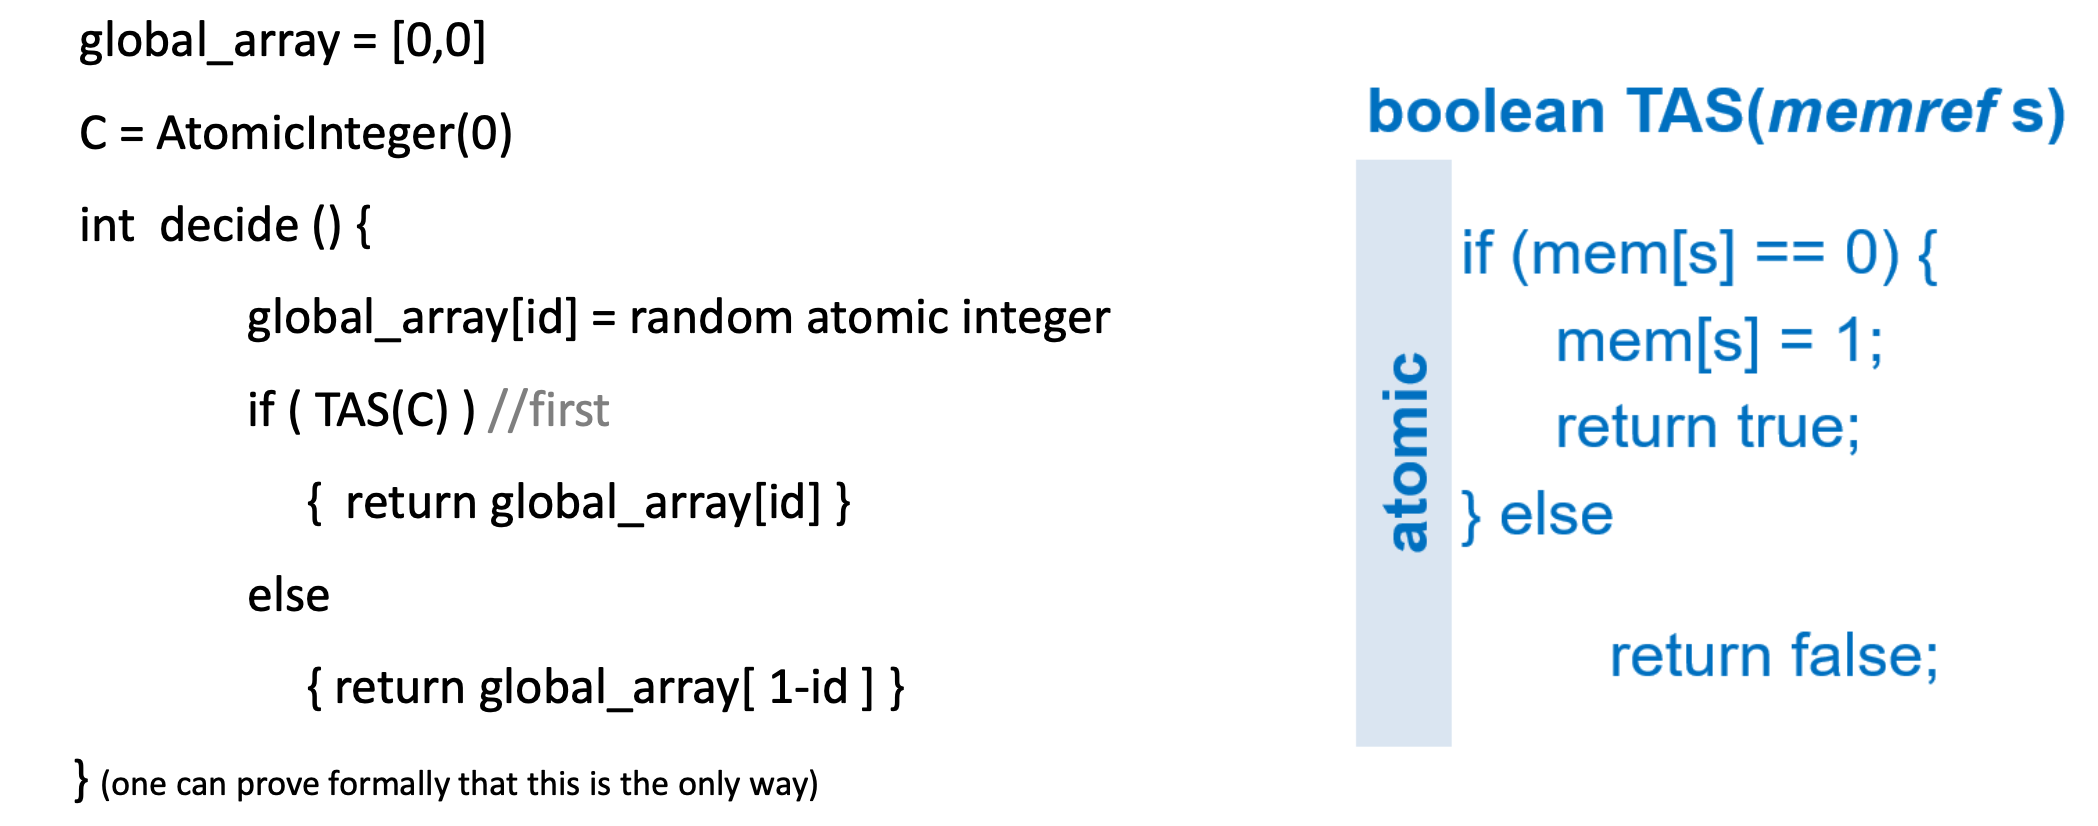 global_array = [0,0]
C = AtomicInteger(0)
int decide () {
global_array[id] = random atomic integer
if ( TAS(C) ) //first
{ return global_array[id] }
else
{ return global_array[ 1-id ] }
} (one can prove formally that this is the only way)
boolean TAS(memref s)
atomic
if (mem[s] == 0) {
mem[s] = 1;
return true;
} else
return false;